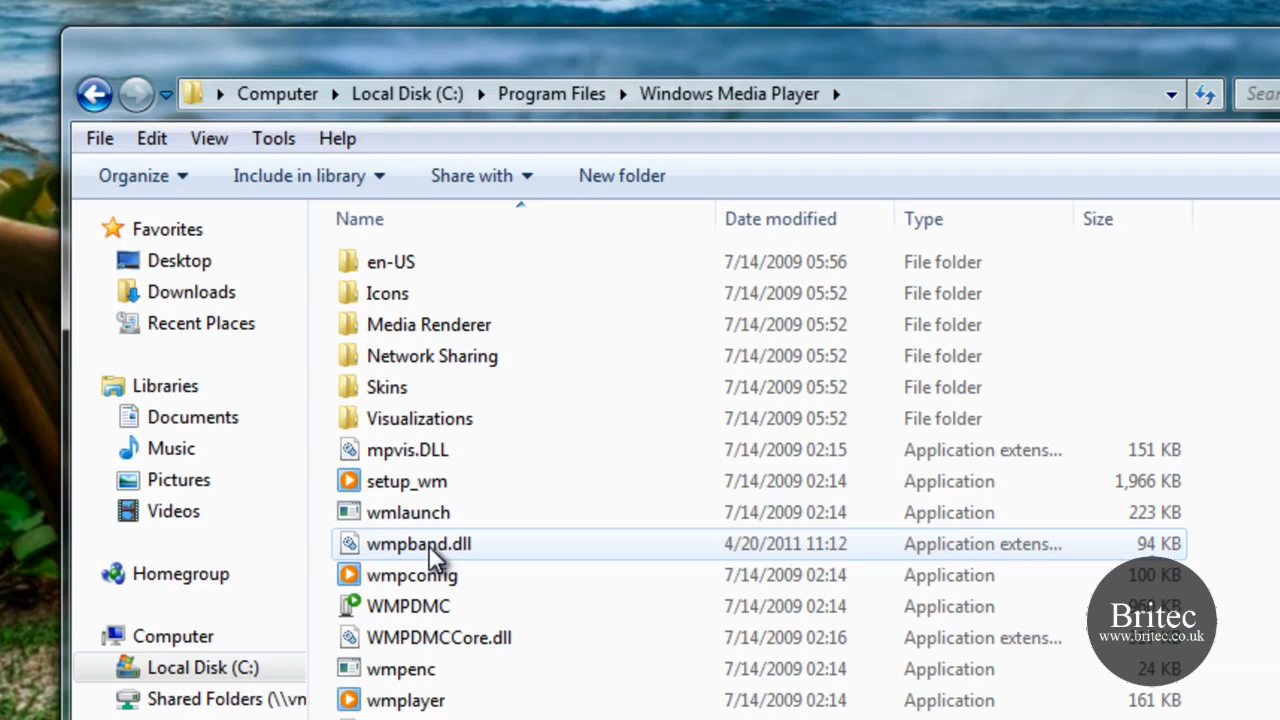 Computer Local Disk (C:) Program Files Windows Media Player Sear
File Edit View Tools Help
Organize Include in library Share with New folder
Favorites
Desktop
Downloads
Recent Places
Libraries
Documents
Music
Pictures
Videos
Homegroup
Computer
Local Disk (C:)
Shared Folders (\\vn
Name Date modified Type Size
en-US 7/14/2009 05:56 File folder
Icons 7/14/2009 05:52 File folder
Media Renderer 7/14/2009 05:52 File folder
Network Sharing 7/14/2009 05:52 File folder
Skins 7/14/2009 05:52 File folder
Visualizations 7/14/2009 05:52 File folder
mpvis.DLL 7/14/2009 02:15 Application extens... 151 KB
setup_wm 7/14/2009 02:14 Application 1,966 KB
wmlaunch 7/14/2009 02:14 Application 223 KB
wmpband.dll 4/20/2011 11:12 Application extens... 94 KB
wmpconfig 7/14/2009 02:14 Application 100 KB
WMPDMC 7/14/2009 02:14 Application KB
WMPDMCCore.dll 7/14/2009 02:16 Application extens... KB
wmpenc 7/14/2009 02:14 Application 24 KB
wmplayer 7/14/2009 02:14 Application 161 KB
Britec
www.britec.co.uk